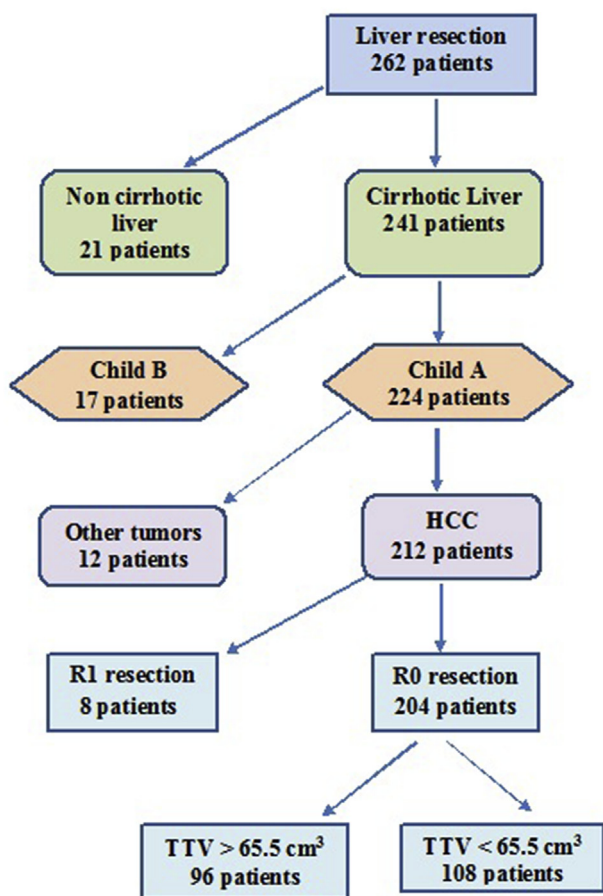 Liver resection
262 patients
Non cirrhotic
liver
21 patients
Cirrhotic Liver
241 patients
Child B
17 patients
Child A
224 patients
Other tumors
12 patients
HCC
212 patients
R1 resection
8 patients
R0 resection
204 patients
TTV > 65.5 cm³
96 patients
TTV < 65.5 cm³
108 patients